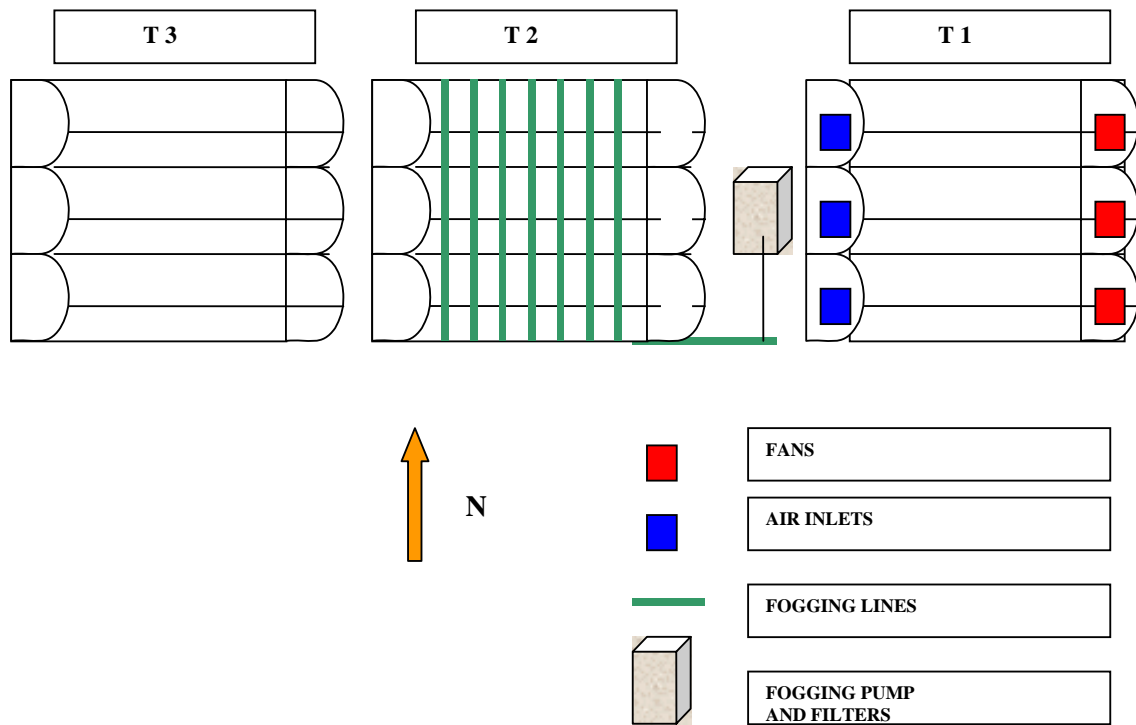 T 3
T 2
T 1
N
FANS
AIR INLETS
FOGGING LINES
FOGGING PUMP
AND FILTERS